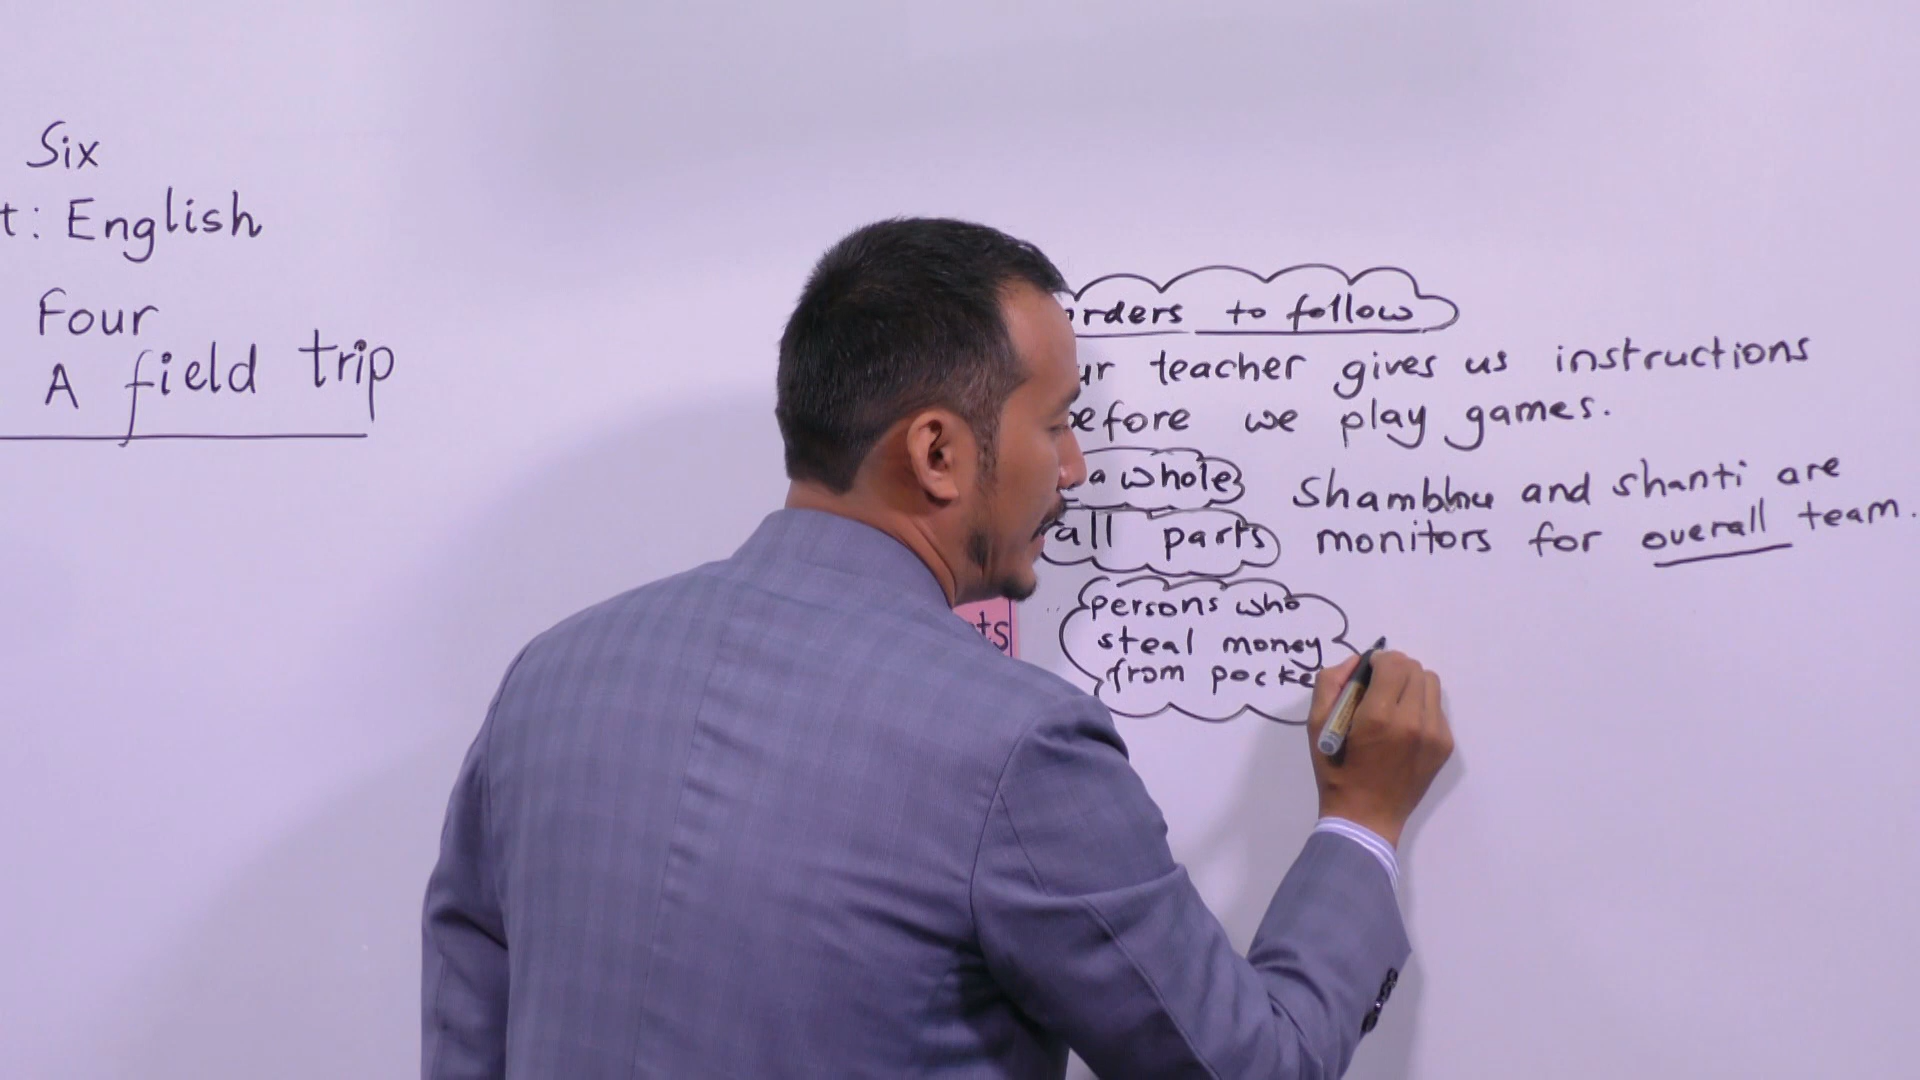 Six
t: English
Four
A field trip
rders to follow
ur teacher gives us instructions
before we play games.
a whole
all parts
Shambhu and Shanti are
monitors for overall team.
persons who
steal money
from pocke
ts